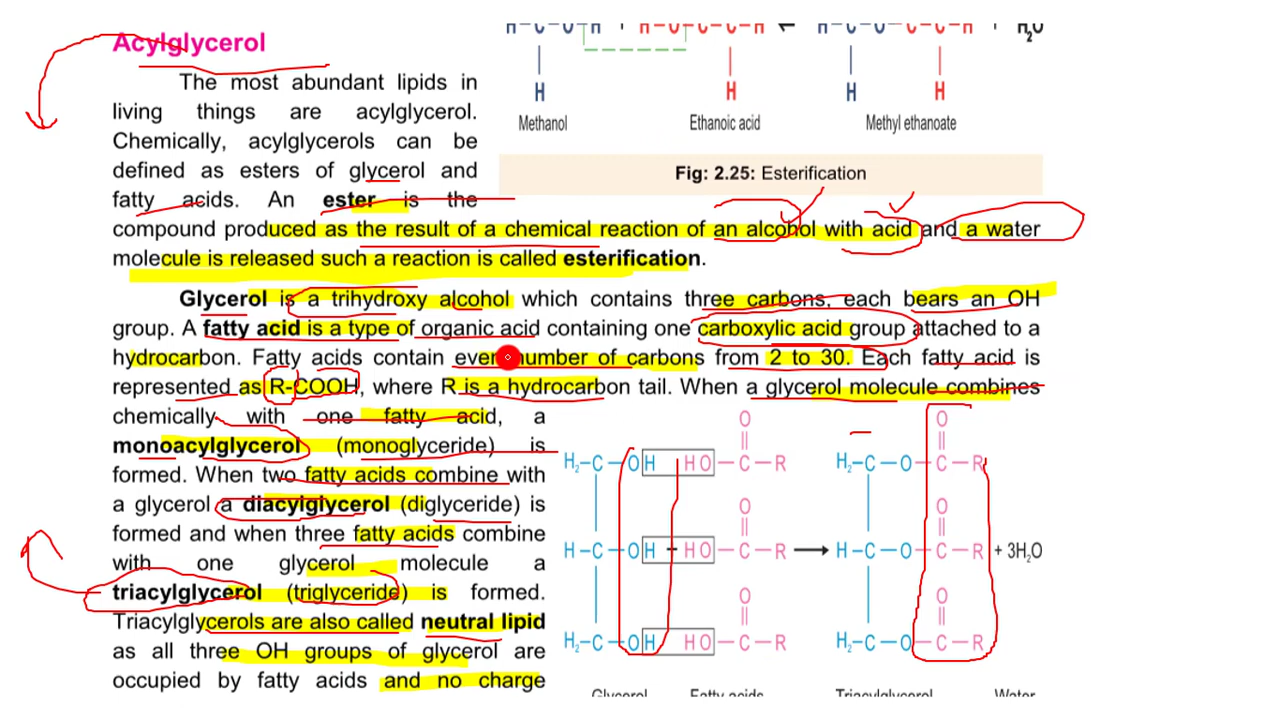 Acylglycerol
The most abundant lipids in
living things are acylglycerol.
Chemically, acylglycerols can be
defined as esters of glycerol and
fatty acids. An ester is the
compound produced as the result of a chemical reaction of an alcohol with acid and a water
molecule is released such a reaction is called esterification.
H
H
H
H
Methanol
Ethanoic acid
Methyl ethanoate
Fig: 2.25: Esterification
Glycerol is a trihydroxy alcohol which contains three carbons, each bears an OH
group. A fatty acid is a type of organic acid containing one carboxylic acid group attached to a
hydrocarbon. Fatty acids contain even number of carbons from 2 to 30. Each fatty acid is
represented as R-COOH, where R is a hydrocarbon tail. When a glycerol molecule combines
chemically with one fatty acid, a
monoacylglycerol (monoglyceride) is
formed. When two fatty acids combine with
a glycerol a diacylglycerol (diglyceride) is
formed and when three fatty acids combine
with one glycerol molecule a
triacylglycerol (triglyceride) is formed.
Triacylglycerols are also called neutral lipid
as all three OH groups of glycerol are
occupied by fatty acids and no charge
O O
H₂–C–OH HO–C–R H₂–C–O–C–R
O O
H–C–OH + HO–C–R → H–C–O–C–R + 3H₂O
O O
H₂–C–OH HO–C–R H₂–C–O–C–R
Glycerol Fatty acids Triacylglycerol Water